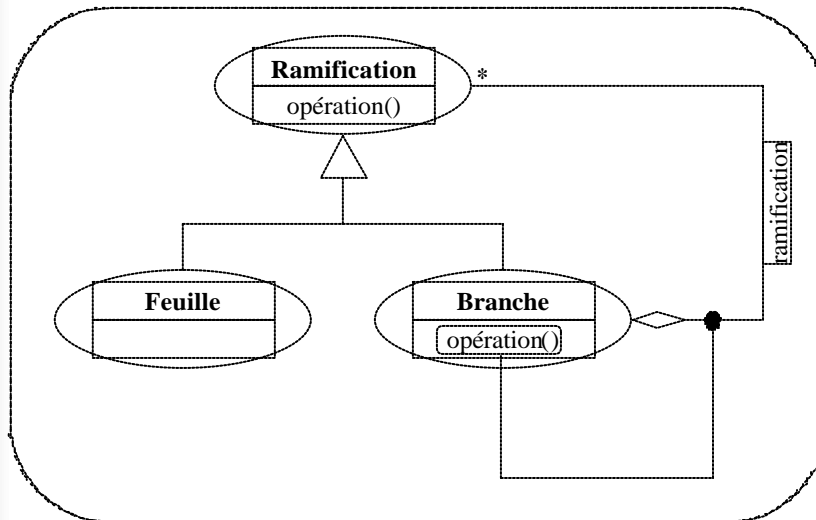 Ramification
*
opération()
ramification
Feuille
Branche
opération()